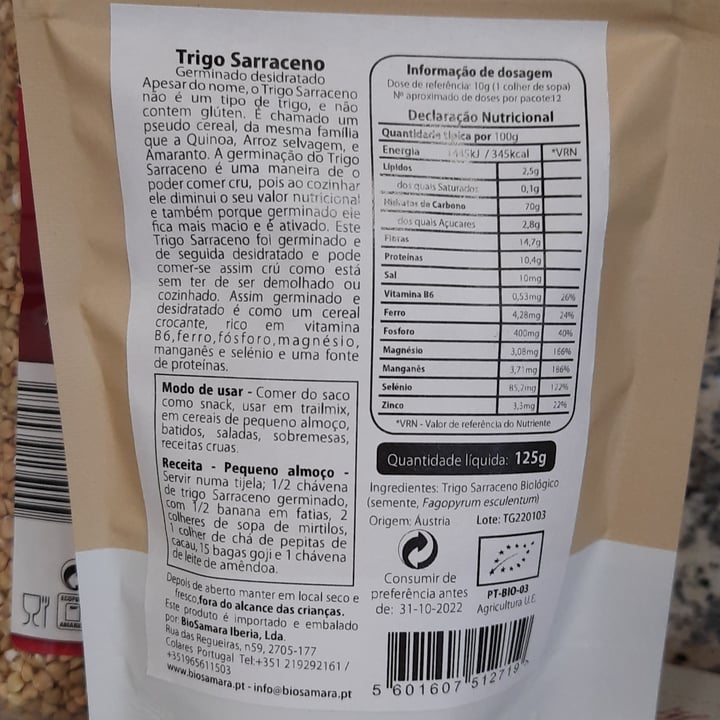 Trigo Sarraceno
Germinado desidratado
Apesar do nome, o Trigo Sarraceno
não é um tipo de trigo, e não
contem glúten. É chamado um
pseudo cereal, da mesma família
que a Quinoa, Arroz selvagem, e
Amaranto. A germinação do Trigo
Sarraceno é uma maneira de o
poder comer cru, pois ao cozinhar
ele diminui o seu valor nutricional
e também porque germinado ele
fica mais macio e é ativado. Este
Trigo Sarraceno foi germinado e
de seguida desidratado e pode
comer-se assim crú como está
sem ter de ser demolhado ou
cozinhado. Assim germinado e
desidratado é como um cereal
crocante, rico em vitamina
B6,ferro,fósforo,magnésio,
manganês e selénio e uma fonte
de proteínas.
Modo de usar - Comer do saco
como snack, usar em trailmix,
em cereais de pequeno almoço,
batidos, saladas, sobremesas,
receitas cruas.
Receita - Pequeno almoço -
Servir numa tijela; 1/2 chávena
de trigo Sarraceno germinado,
com 1/2 banana em fatias, 2
colheres de sopa de mirtilos,
1 colher de chá de pepitas de
cacau, 15 bagas goji e 1 chávena
de leite de amêndoa.
Depois de aberto manter em local seco e
fresco,fora do alcance das crianças.
Este produto é importado e embalado
por: BioSamara Iberia, Lda.
Rua das Regueiras, n59, 2705-177
Colares Portugal Tel:+351 219292161 /
+351965611503
www.biosamara.pt - info@biosamara.pt
Informação de dosagem
Dose de referência: 10g (1 colher de sopa)
Nº aproximado de doses por pacote12
Declaração Nutricional
Quantidade típica por 100g
Energia 1445kJ / 345kcal *VRN
Lípidos 2,5g
dos quais Saturados 0,1g
Hidratos de Carbono 70g
dos quais Açucares 2,8g
Fibras 14,7g
Proteínas 10,4g
Sal 10mg
Vitamina B6 0,53mg 26%
Ferro 4,28mg 24%
Fosforo 400mg 40%
Magnésio 3,08mg 166%
Manganês 3,71mg 186%
Selénio 85,2mg 122%
Zinco 3,3mg 22%
*VRN - Valor de referência do Nutriente
Quantidade líquida: 125g
Ingredientes: Trigo Sarraceno Biológico
(semente, Fagopyrum esculentum)
Origem: Áustria Lote: TG220103
Consumir de
preferência antes
de: 31-10-2022
PT-BIO-03
Agricultura U.E.
5 601607 512719